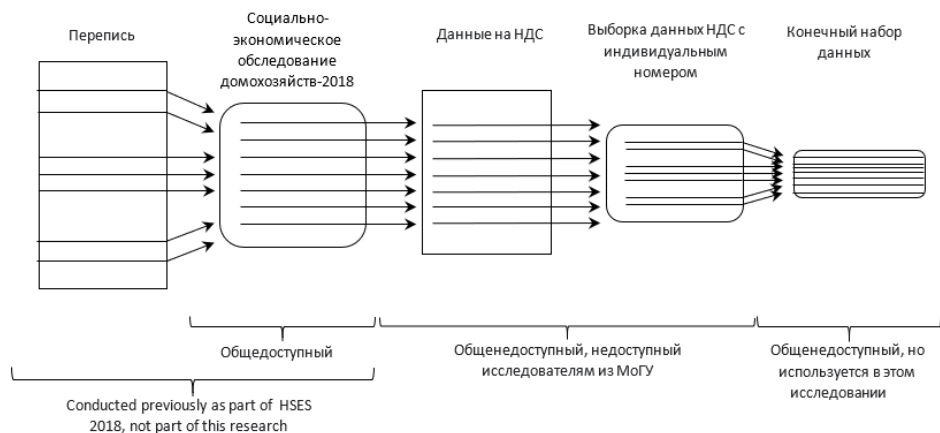 Перепись
Социально-
экономическое
обследование
домохозяйств-2018
Данные на НДС
Выборка данных НДС с
индивидуальным
номером
Конечный набор
данных
Общедоступный
Общенедоступный, недоступный
исследователям из МоГУ
Общенедоступный, но
используется в этом
исследовании
Conducted previously as part of HSES
2018, not part of this research